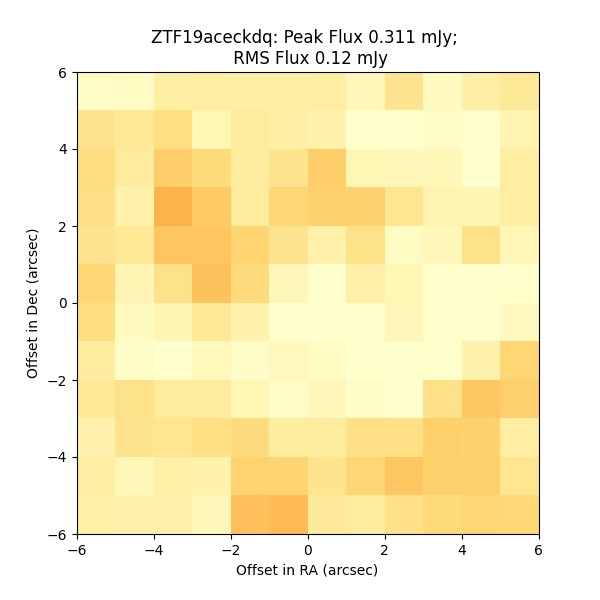 ZTF19aceckdq: Peak Flux 0.311 mJy;
RMS Flux 0.12 mJy
6
4
2
0
−2
−4
−6
Offset in Dec (arcsec)
−6 −4 −2 0 2 4 6
Offset in RA (arcsec)